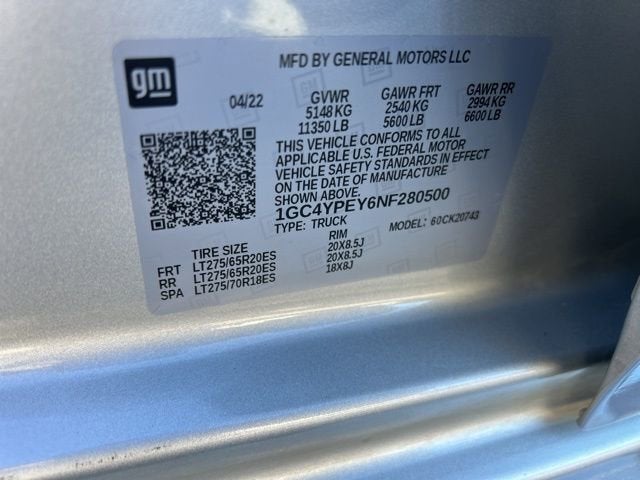 gm
MFD BY GENERAL MOTORS LLC
04/22
GVWR GAWR FRT GAWR RR
5148 KG 2540 KG 2994 KG
11350 LB 5600 LB 6600 LB
THIS VEHICLE CONFORMS TO ALL
APPLICABLE U.S. FEDERAL MOTOR
VEHICLE SAFETY STANDARDS IN EFFECT
ON THE DATE OF MANUFACTURE
SHOWN ABOVE.
1GC4YPEY6NF280500
TYPE: TRUCK MODEL: 60CK20743
TIRE SIZE RIM
FRT LT275/65R20ES 20X8.5J
RR LT275/65R20ES 20X8.5J
SPA LT275/70R18ES 18X8J